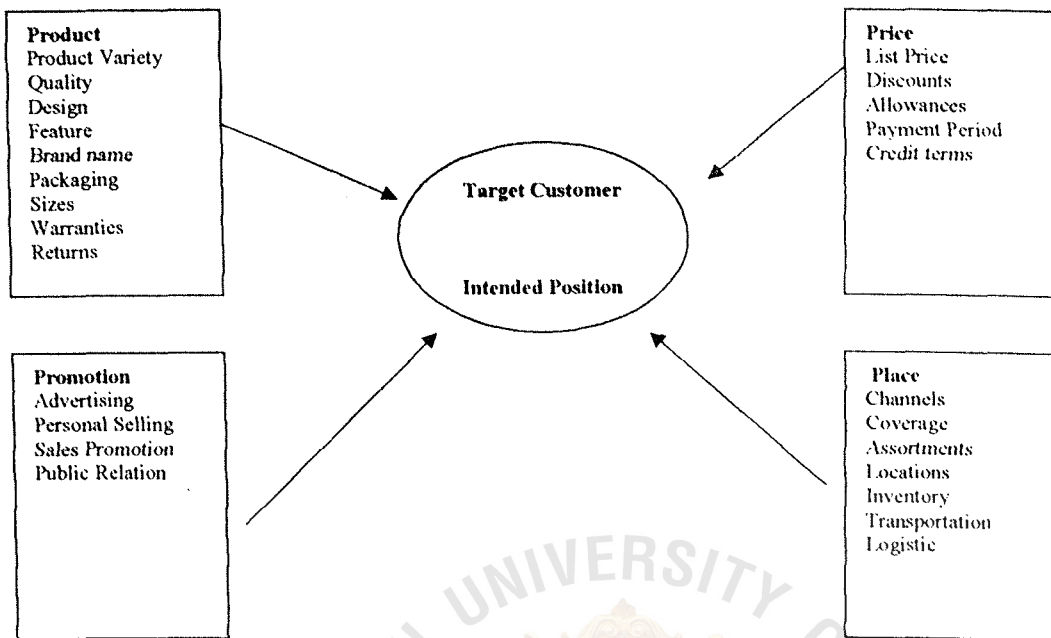 Product
Product Variety
Quality
Design
Feature
Brand name
Packaging
Sizes
Warranties
Returns
Price
List Price
Discounts
Allowances
Payment Period
Credit terms
Target Customer
Intended Position
Promotion
Advertising
Personal Selling
Sales Promotion
Public Relation
Place
Channels
Coverage
Assortments
Locations
Inventory
Transportation
Logistic
UNIVERSITY